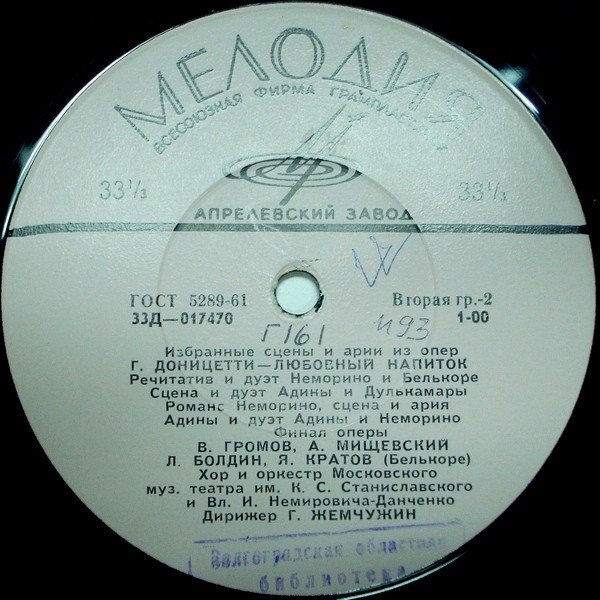 МЕЛОДИЯ
ВСЕСОЮЗНАЯ ФИРМА ГРАМПЛАСТИНОК
33⅓
33⅓
АПРЕЛЕВСКИЙ ЗАВОД
ГОСТ 5289-61
Вторая гр.-2
33Д—017470
1-00
Г161
И93
Избранные сцены и арии из опер
Г. ДОНИЦЕТТИ—ЛЮБОВНЫЙ НАПИТОК
Речитатив и дуэт Неморино и Белькоре
Сцена и дуэт Адины и Дулькамары
Романс Неморино, сцена и ария
Адины и дуэт Адины и Неморино
Финал оперы
В. ГРОМОВ, А. МИЩЕВСКИЙ
Л. БОЛДИН, Я. КРАТОВ (Белькоре)
Хор и оркестр Московского
муз. театра им. К. С. Станиславского
и Вл. И. Немировича-Данченко
Дирижер Г. ЖЕМЧУЖИН
Волгоградская областная
библиотека